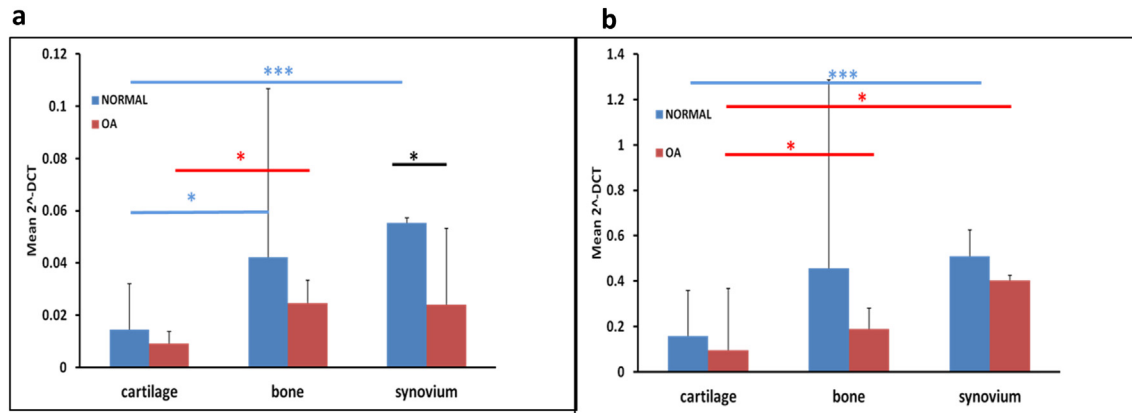 a
0.12
0.1
0.08
0.06
0.04
0.02
0
Mean 2^-DCT
NORMAL
OA
***
*
*
*
cartilage bone synovium
b
1.4
1.2
1
0.8
0.6
0.4
0.2
0
Mean 2^-DCT
NORMAL
OA
***
*
*
cartilage bone synovium